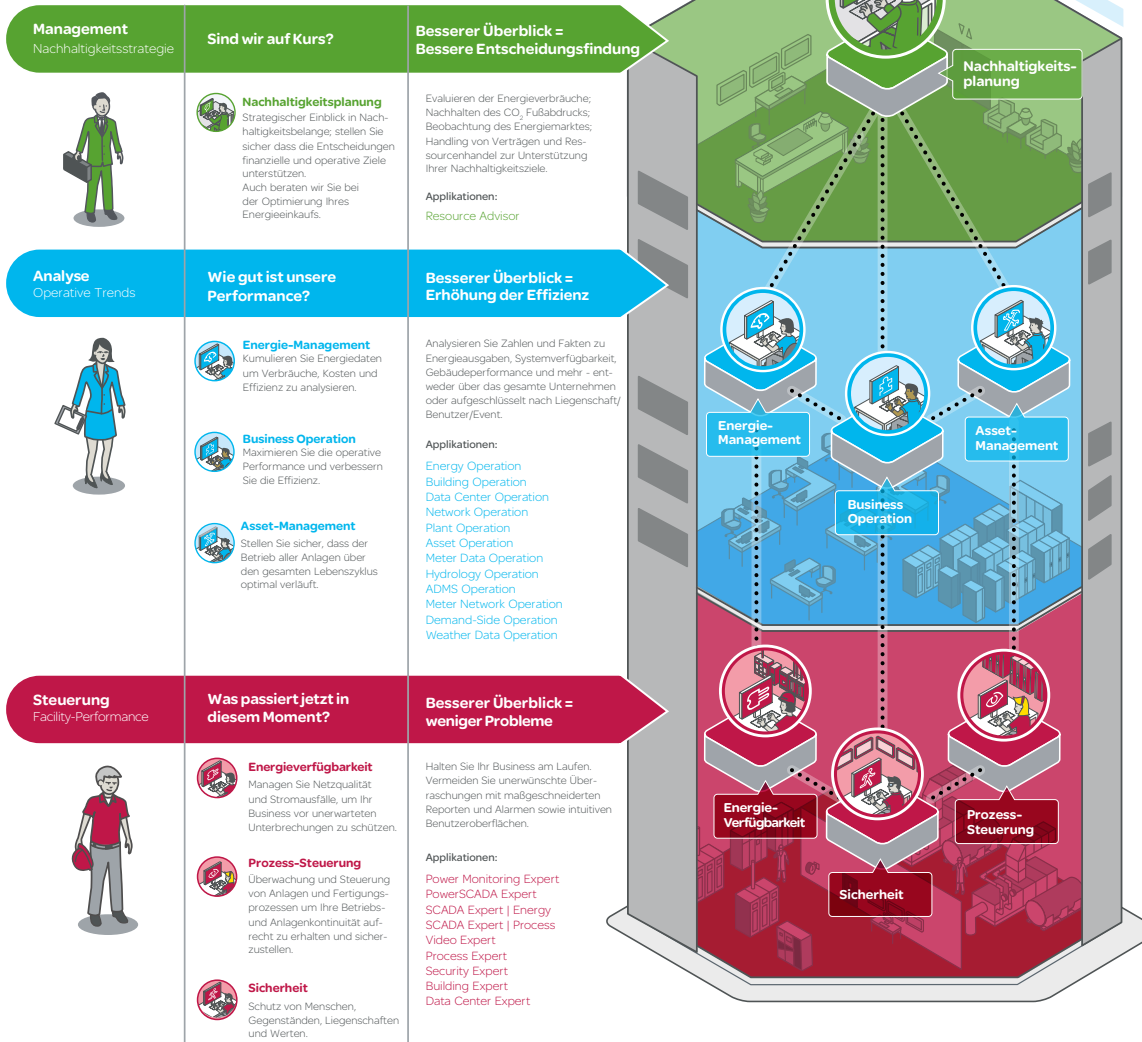 Management
Nachhaltigkeitsstrategie
Sind wir auf Kurs?
Besserer Überblick =
Bessere Entscheidungsfindung
Nachhaltigkeitsplanung
Strategischer Einblick in Nach-
haltigkeitsbelange; stellen Sie
sicher dass die Entscheidungen
finanzielle und operative Ziele
unterstützen.
Auch beraten wir Sie bei
der Optimierung Ihres
Energieeinkaufs.
Evaluieren der Energieverbräuche;
Nachhalten des CO₂ Fußabdrucks;
Beobachtung des Energiemarktes;
Handling von Verträgen und Res-
sourcenhandel zur Unterstützung
Ihrer Nachhaltigkeitsziele.
Applikationen:
Resource Advisor
Analyse
Operative Trends
Wie gut ist unsere
Performance?
Besserer Überblick =
Erhöhung der Effizienz
Energie-Management
Kumulieren Sie Energiedaten
um Verbräuche, Kosten und
Effizienz zu analysieren.
Business Operation
Maximieren Sie die operative
Performance und verbessern
Sie die Effizienz.
Asset-Management
Stellen Sie sicher, dass der
Betrieb aller Anlagen über
den gesamten Lebenszyklus
optimal verläuft.
Analysieren Sie Zahlen und Fakten zu
Energieausgaben, Systemverfügbarkeit,
Gebäudeperformance und mehr - ent-
weder über das gesamte Unternehmen
oder aufgeschlüsselt nach Liegenschaft/
Benutzer/Event.
Applikationen:
Energy Operation
Building Operation
Data Center Operation
Network Operation
Plant Operation
Asset Operation
Meter Data Operation
Hydrology Operation
ADMS Operation
Meter Network Operation
Demand-Side Operation
Weather Data Operation
Steuerung
Facility-Performance
Was passiert jetzt in
diesem Moment?
Besserer Überblick =
weniger Probleme
Energieverfügbarkeit
Managen Sie Netzqualität
und Stromausfälle, um Ihr
Business vor unerwarteten
Unterbrechungen zu schützen.
Prozess-Steuerung
Überwachung und Steuerung
von Anlagen und Fertigungs-
prozessen um Ihre Betriebs-
und Anlagenkontinuität auf-
recht zu erhalten und sicher-
zustellen.
Sicherheit
Schutz von Menschen,
Gegenständen, Liegenschaften
und Werten.
Halten Sie Ihr Business am Laufen.
Vermeiden Sie unerwünschte Über-
raschungen mit maßgeschneiderten
Reporten und Alarmen sowie intuitiven
Benutzeroberflächen.
Applikationen:
Power Monitoring Expert
PowerSCADA Expert
SCADA Expert | Energy
SCADA Expert | Process
Video Expert
Process Expert
Security Expert
Building Expert
Data Center Expert
Nachhaltigkeits-
planung
Energie-
Management
Asset-
Management
Business
Operation
Energie-
Verfügbarkeit
Prozess-
Steuerung
Sicherheit